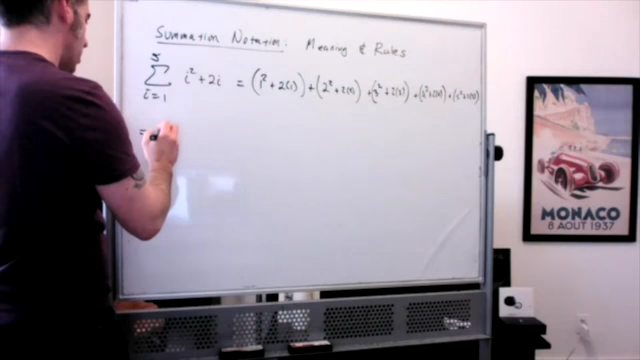 Summation Notation: Meaning & Rules
5
∑ i² + 2i = (1² + 2(1)) + (2² + 2(2)) + (3² + 2(3)) + (4² + 2(4)) + (5² + 2(5))
i = 1
=
MONACO
8 AOUT 1937